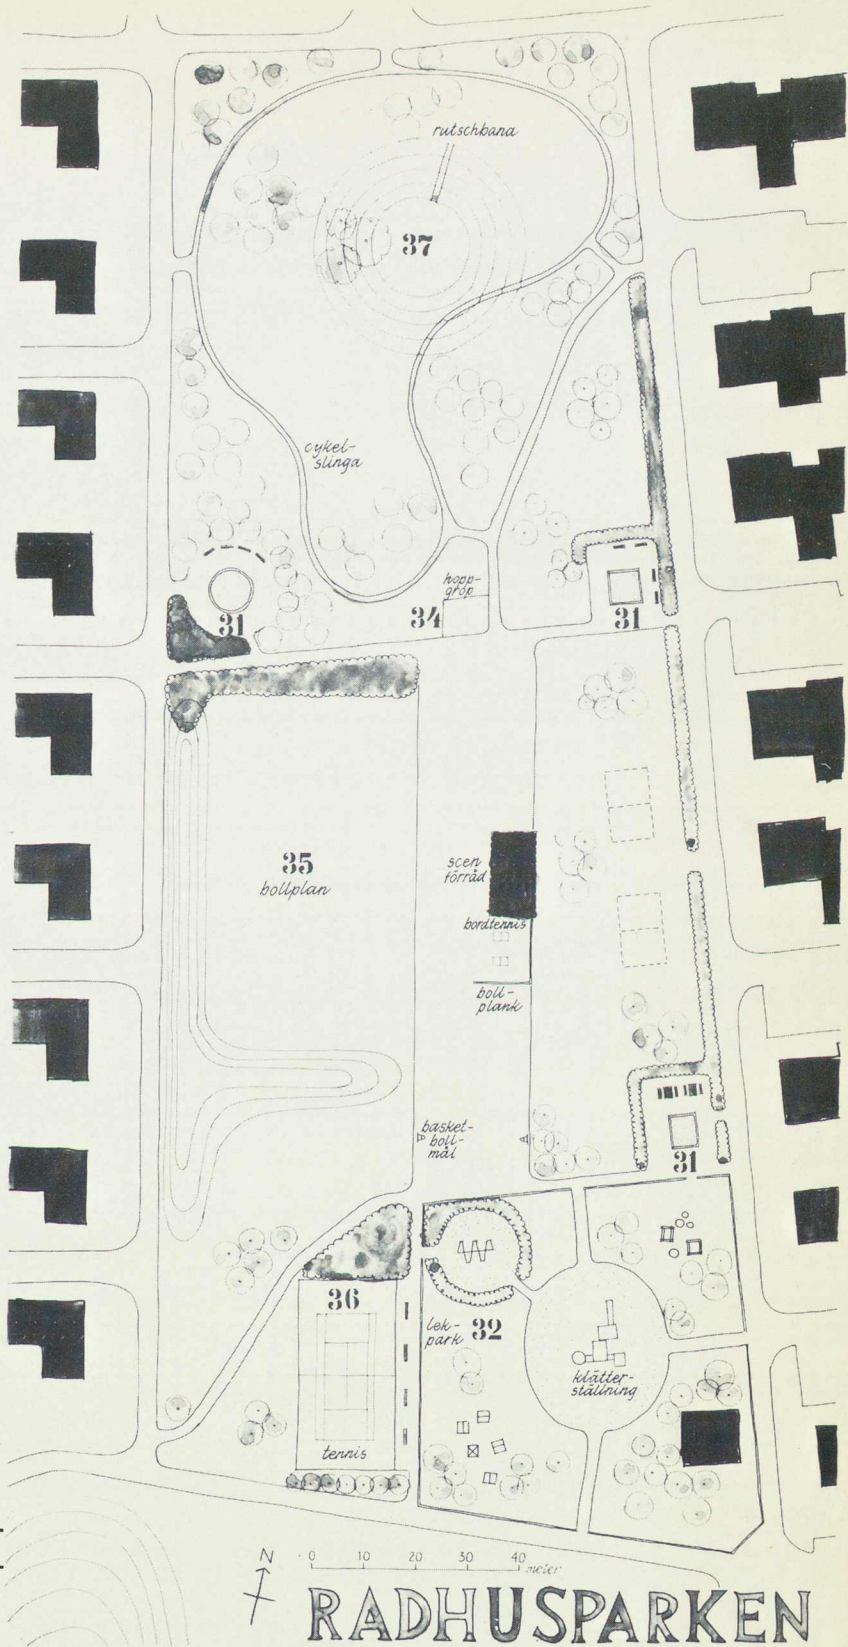 rutschbana
37
cykel-
slinga
hopp-
grop
31
34
31
35
bollplan
scen
förråd
bordtennis
boll-
plank
basket-
boll-
mål
31
36
lek-
park
32
klätter-
ställning
tennis
N
0 10 20 30 40
meter
RADHUSPARKEN